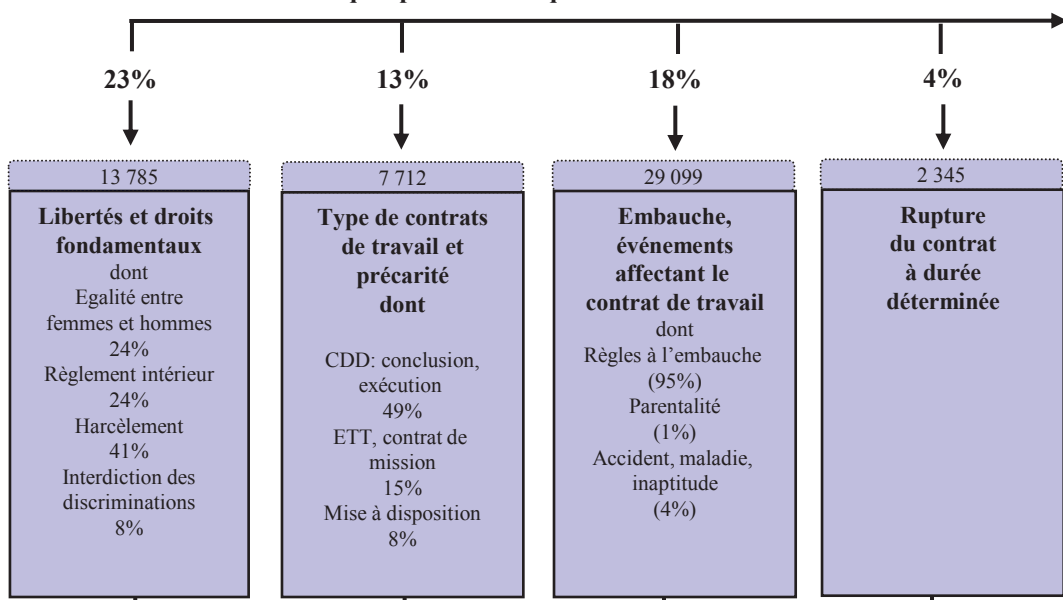 23%
13%
18%
4%
13 785
Libertés et droits
fondamentaux
dont
Egalité entre
femmes et hommes
24%
Règlement intérieur
24%
Harcèlement
41%
Interdiction des
discriminations
8%
7 712
Type de contrats
de travail et
précarité
dont
CDD: conclusion,
exécution
49%
ETT, contrat de
mission
15%
Mise à disposition
8%
29 099
Embauche,
événements
affectant le
contrat de travail
dont
Règles à l’embauche
(95%)
Parentalité
(1%)
Accident, maladie,
inaptitude
(4%)
2 345
Rupture
du contrat
à durée
déterminée